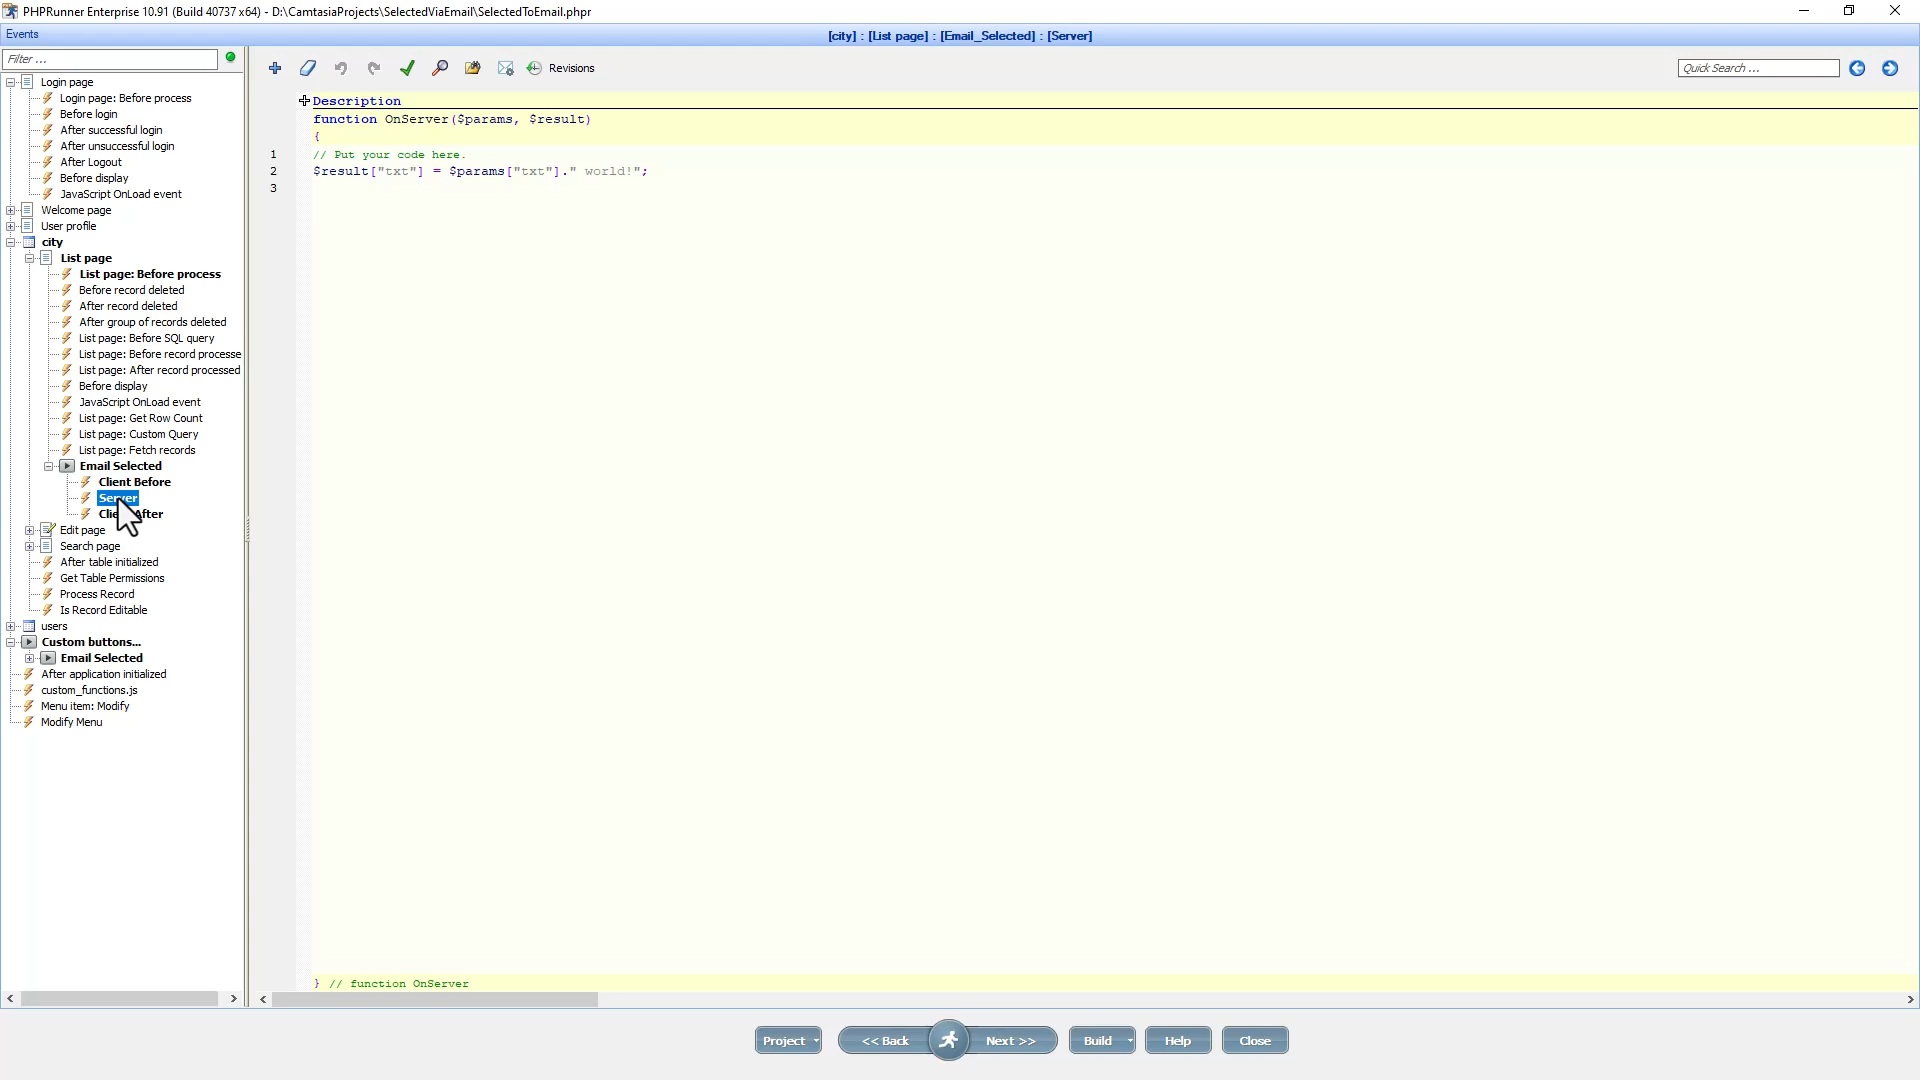 PHPRunner Enterprise 10.91 (Build 40737 x64) - D:\CamtasiaProjects\SelectedViaEmail\SelectedToEmail.phpr
Events
[city] : [List page] : [Email_Selected] : [Server]
Filter ...
Revisions
Quick Search ...
Login page
Login page: Before process
Before login
After successful login
After unsuccessful login
After Logout
Before display
JavaScript OnLoad event
Welcome page
User profile
city
List page
List page: Before process
Before record deleted
After record deleted
After group of records deleted
List page: Before SQL query
List page: Before record processe
List page: After record processed
Before display
JavaScript OnLoad event
List page: Get Row Count
List page: Custom Query
List page: Fetch records
Email Selected
Client Before
Server
Client After
Edit page
Search page
After table initialized
Get Table Permissions
Process Record
Is Record Editable
users
Custom buttons...
Email Selected
After application initialized
custom_functions.js
Menu item: Modify
Modify Menu
Description
function OnServer($params, $result)
{
1 // Put your code here.
2 $result["txt"] = $params["txt"]." world!";
3
} // function OnServer
Project
<< Back
Next >>
Build
Help
Close